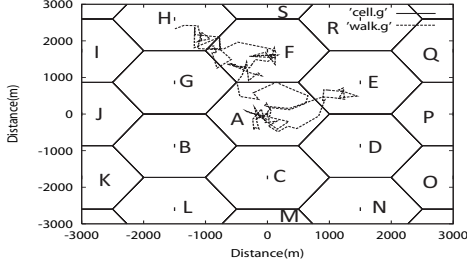 3000
2000
1000
0
-1000
-2000
3000
Distance(m)
H
S
R
'cell.g'
'walk.g'
I
F
Q
G
E
J
A
P
B
D
K
C
O
L
M
N
-3000
-2000
-1000
0
1000
2000
3000
Distance(m)